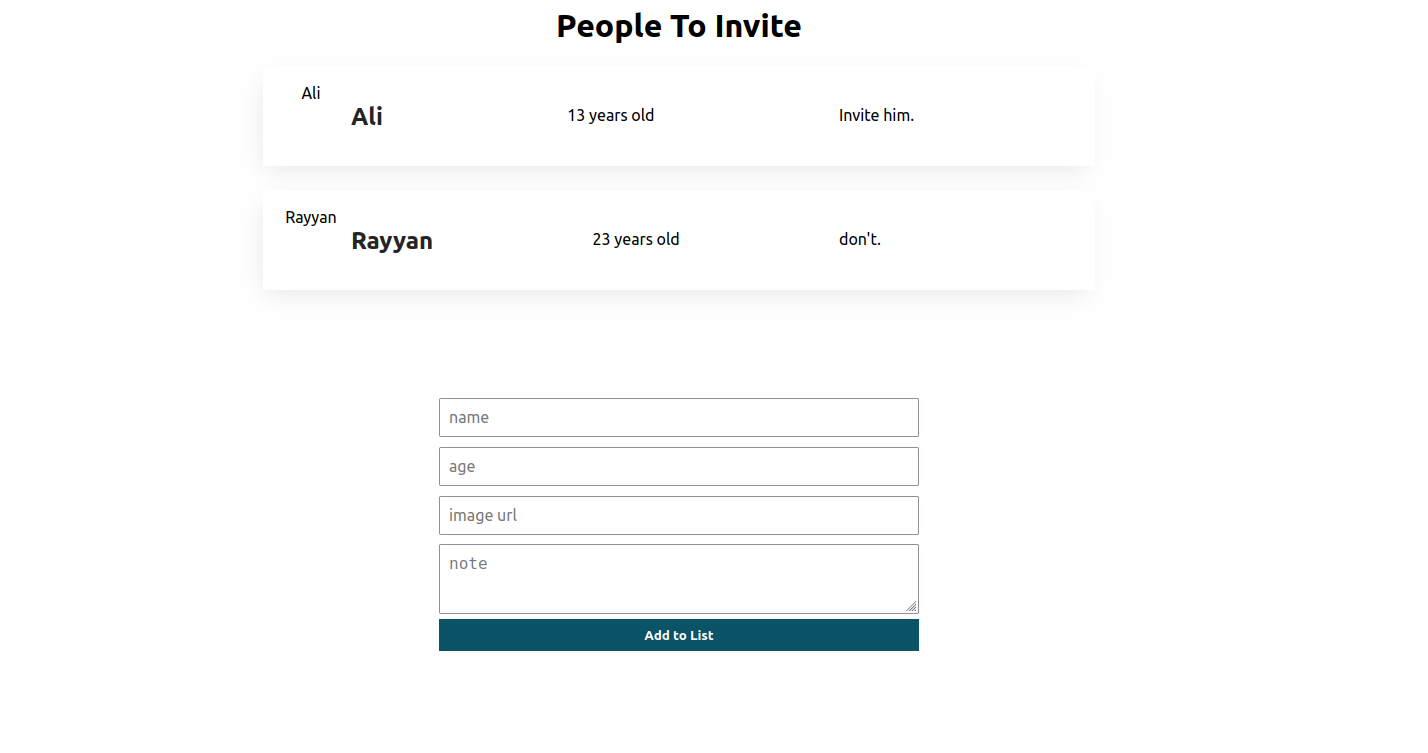 People To Invite
Ali
Ali
13 years old
Invite him.
Rayyan
Rayyan
23 years old
don't.
name
age
image url
note
Add to List